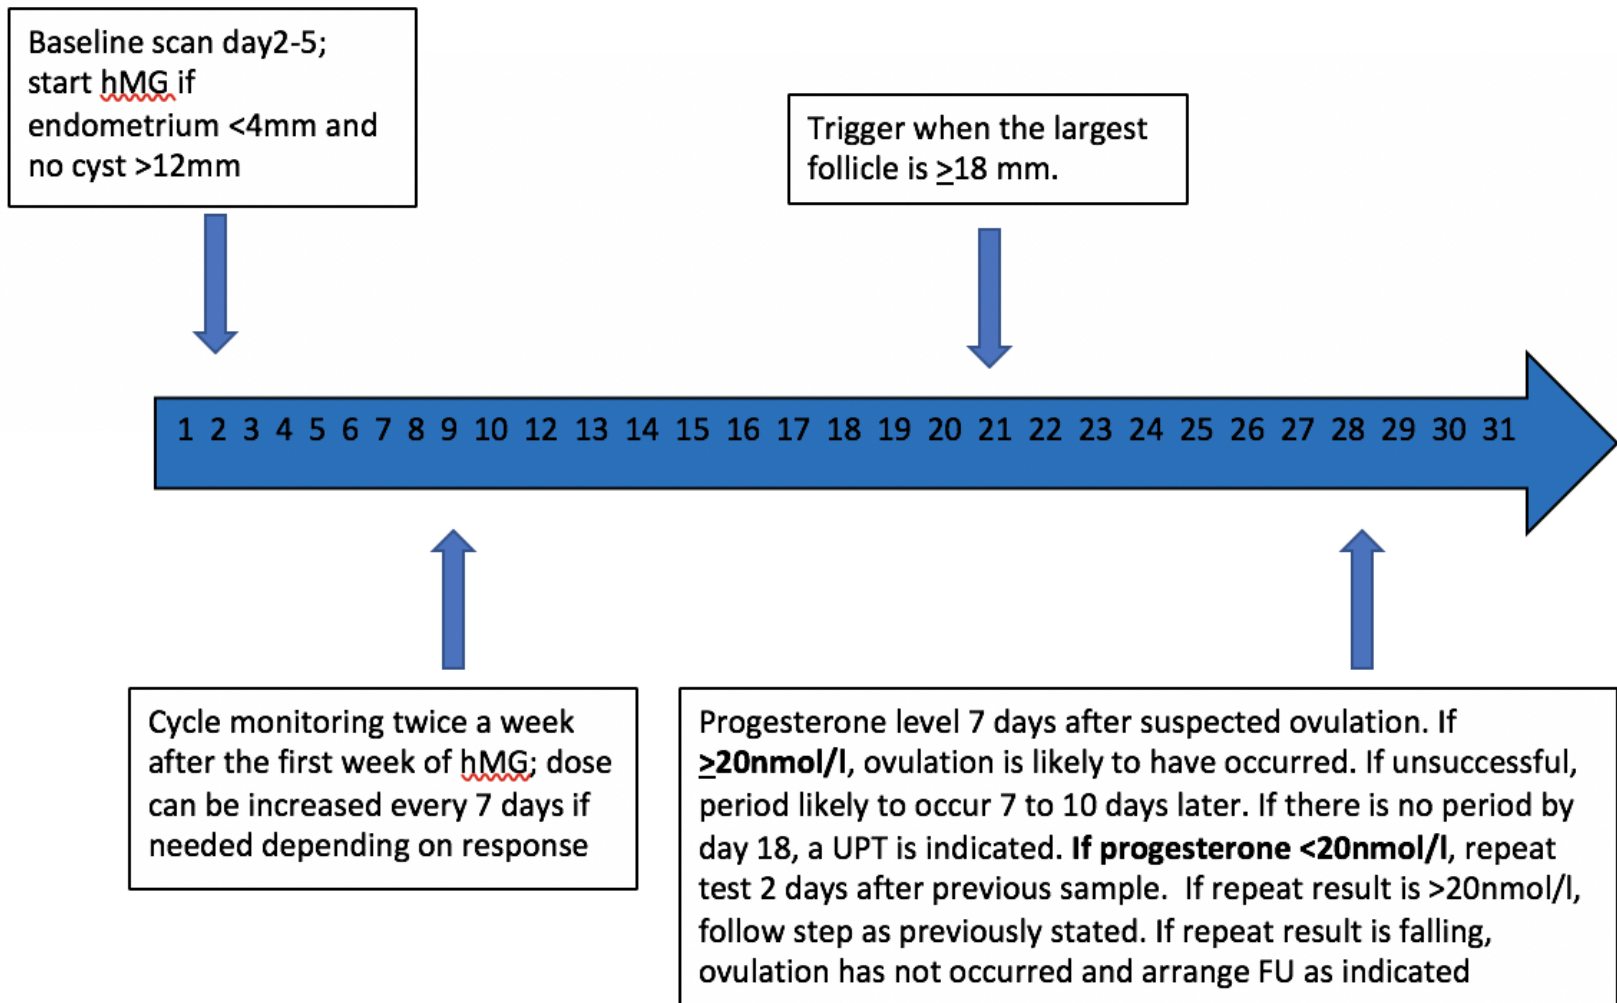 Baseline scan day2-5;
start hMG if
endometrium <4mm and
no cyst >12mm
Trigger when the largest
follicle is ≥18 mm.
1 2 3 4 5 6 7 8 9 10 12 13 14 15 16 17 18 19 20 21 22 23 24 25 26 27 28 29 30 31
Cycle monitoring twice a week
after the first week of hMG; dose
can be increased every 7 days if
needed depending on response
Progesterone level 7 days after suspected ovulation. If
≥20nmol/l, ovulation is likely to have occurred. If unsuccessful,
period likely to occur 7 to 10 days later. If there is no period by
day 18, a UPT is indicated. If progesterone <20nmol/l, repeat
test 2 days after previous sample. If repeat result is >20nmol/l,
follow step as previously stated. If repeat result is falling,
ovulation has not occurred and arrange FU as indicated